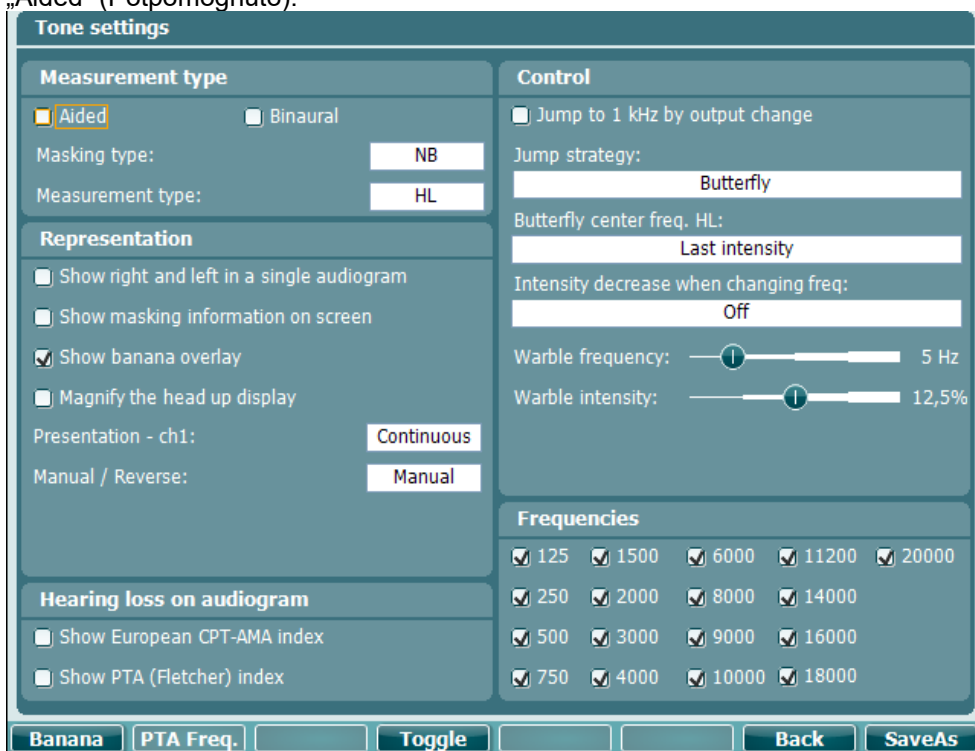 „Aided“ (Potpomognuto).
Tone settings
Measurement type
Aided Binaural
Masking type: NB
Measurement type: HL
Representation
Show right and left in a single audiogram
Show masking information on screen
Show banana overlay
Magnify the head up display
Presentation - ch1: Continuous
Manual / Reverse: Manual
Hearing loss on audiogram
Show European CPT-AMA index
Show PTA (Fletcher) index
Control
Jump to 1 kHz by output change
Jump strategy:
Butterfly
Butterfly center freq. HL:
Last intensity
Intensity decrease when changing freq:
Off
Warble frequency: 5 Hz
Warble intensity: 12,5%
Frequencies
125 1500 6000 11200 20000
250 2000 8000 14000
500 3000 9000 16000
750 4000 10000 18000
Banana PTA Freq. Toggle Back SaveAs